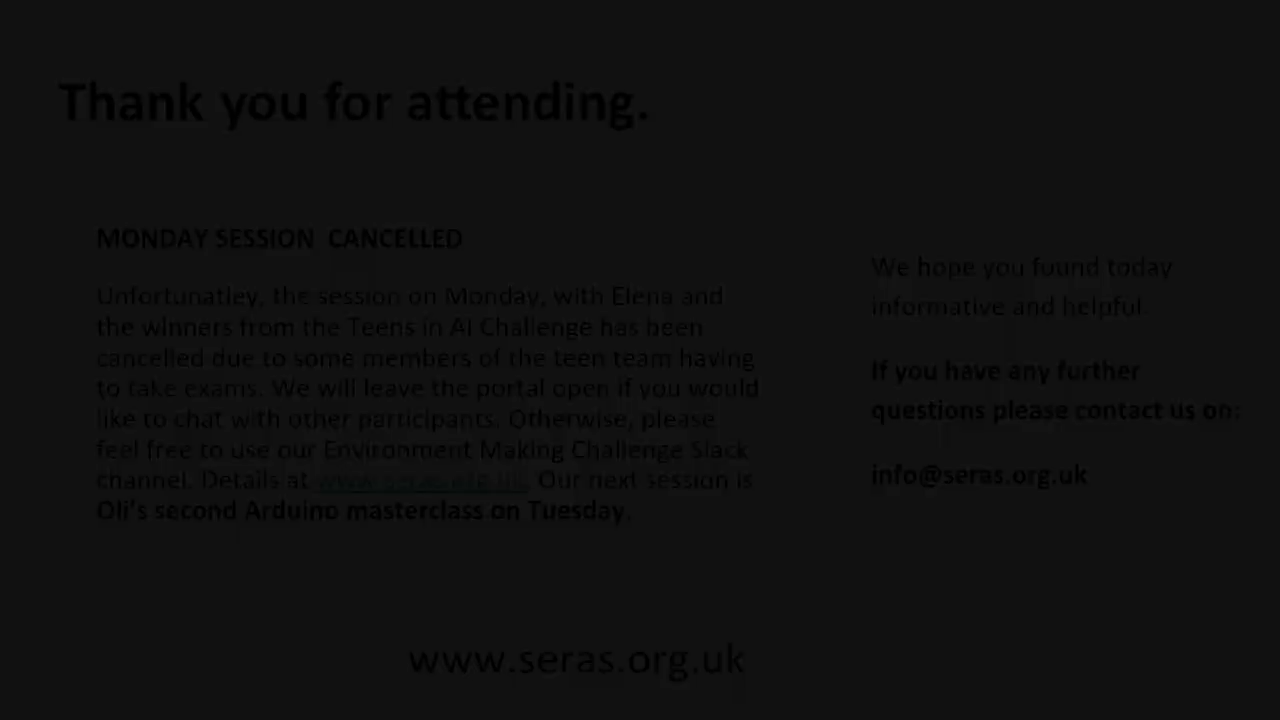 Thank you for attending.
MONDAY SESSION  CANCELLED
Unfortunatley, the session on Monday, with Elena and
the winners from the Teens in AI Challenge has been
cancelled due to some members of the teen team having
to take exams. We will leave the portal open if you would
like to chat with other participants. Otherwise, please
feel free to use our Environment Making Challenge Slack
channel. Details at www.seras.org.uk. Our next session is
Oli's second Arduino masterclass on Tuesday.
We hope you found today
informative and helpful.
If you have any further
questions please contact us on:
info@seras.org.uk
www.seras.org.uk